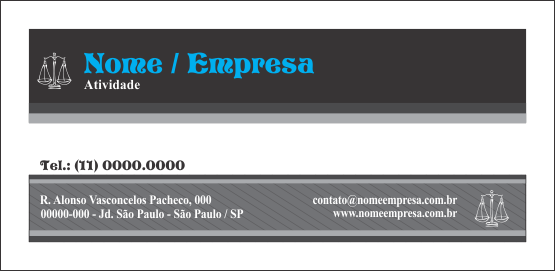 Nome / Empresa
Atividade
Tel.: (11) 0000.0000
R. Alonso Vasconcelos Pacheco, 000
00000-000 - Jd. São Paulo - São Paulo / SP
contato@nomeempresa.com.br
www.nomeempresa.com.br